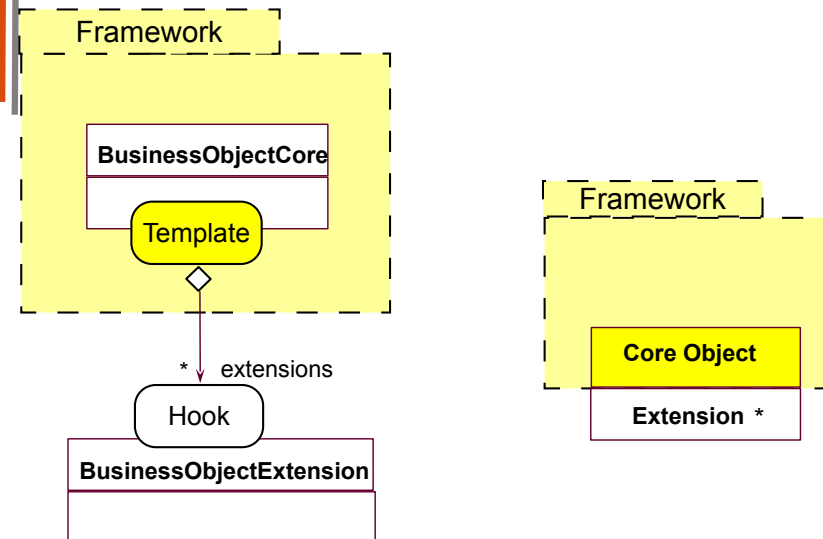 Framework
BusinessObjectCore
Template
* extensions
Hook
BusinessObjectExtension
Framework
Core Object
Extension *